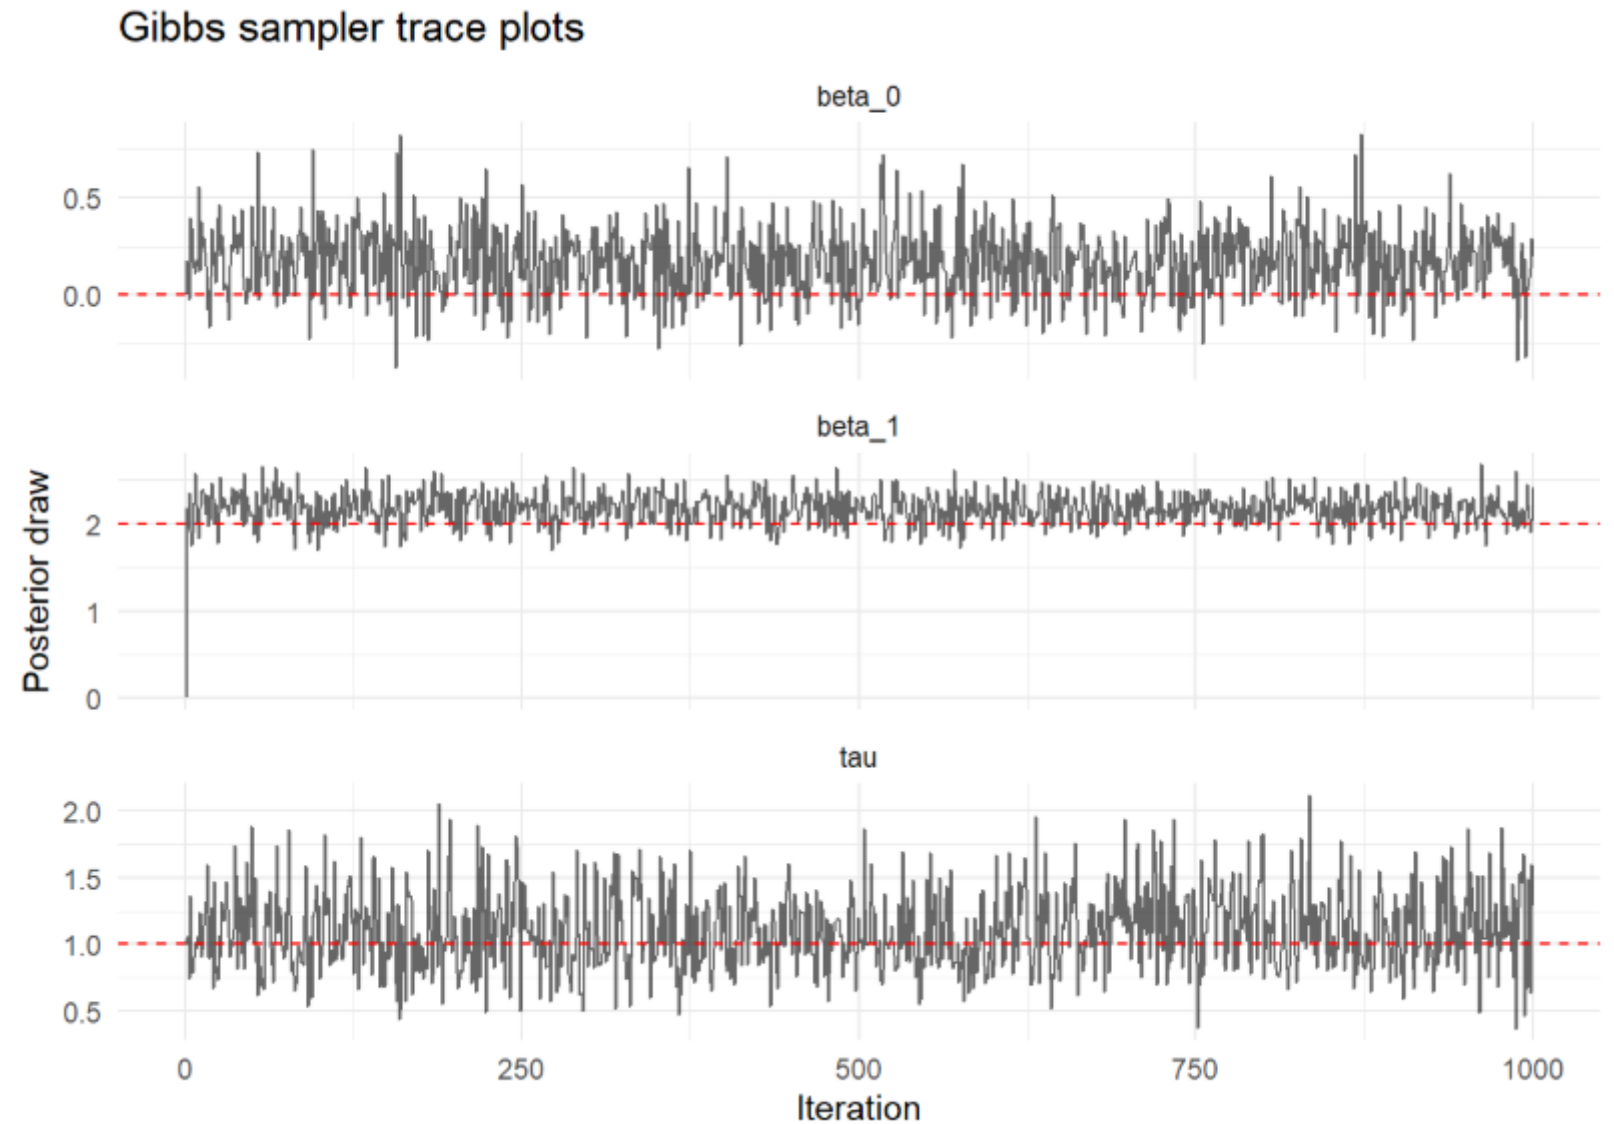 Gibbs sampler trace plots
beta_0
0.5
0.0
beta_1
2
1
0
Posterior draw
tau
2.0
1.5
1.0
0.5
0 250 500 750 1000
Iteration